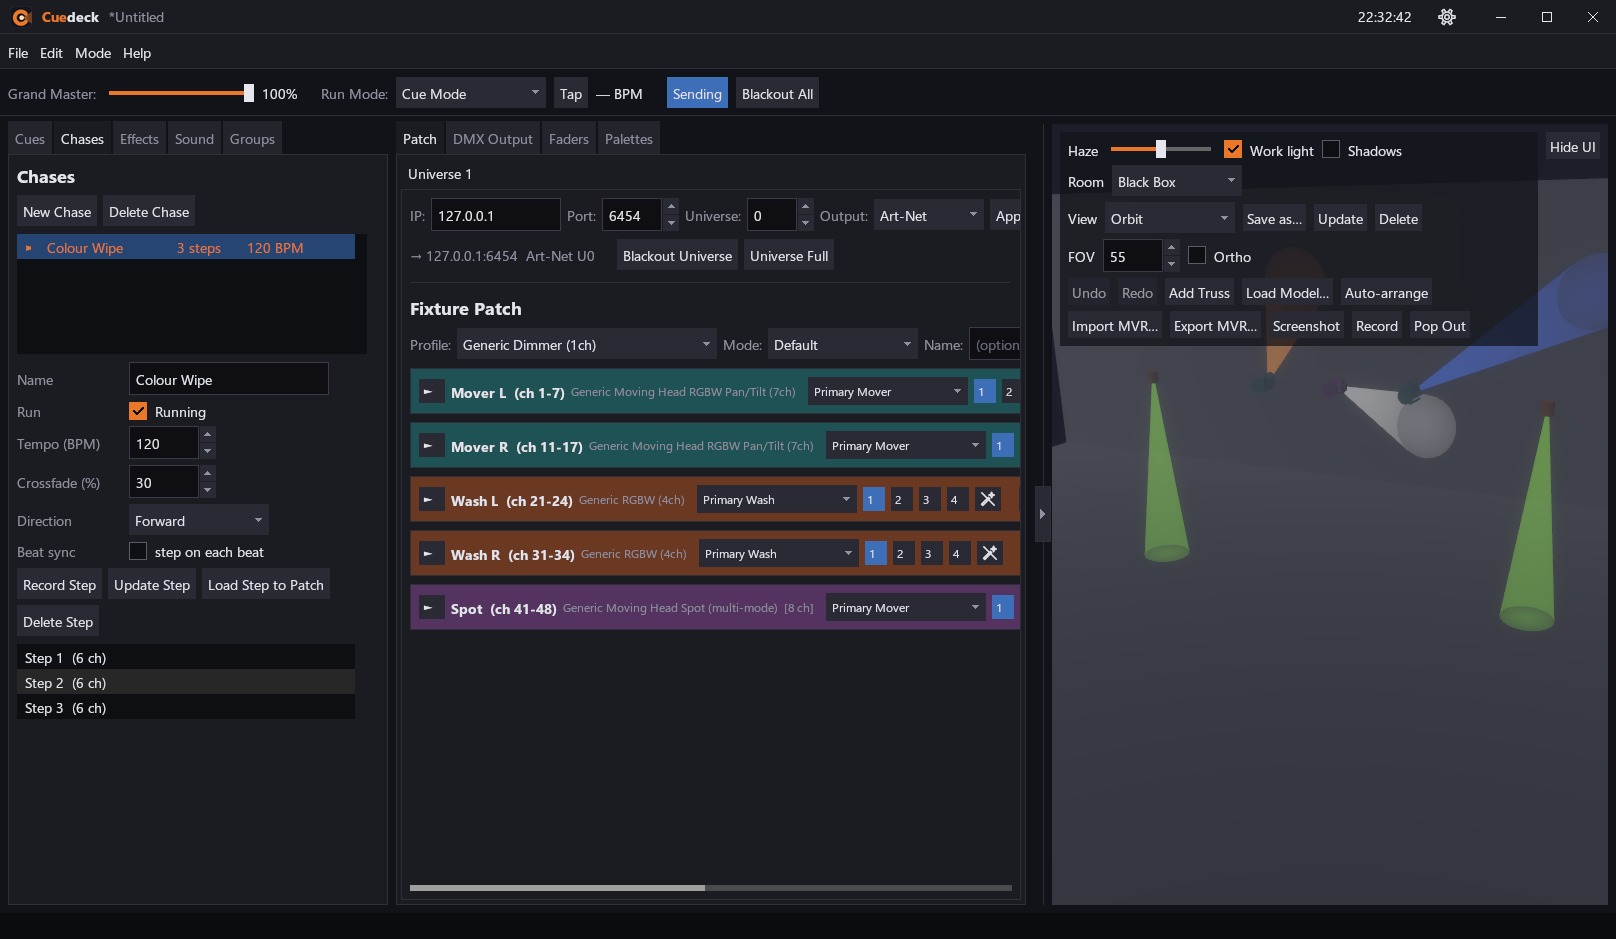 Cuedeck *Untitled 22:32:42
File Edit Mode Help
Grand Master: 100% Run Mode: Cue Mode Tap — BPM Sending Blackout All
Cues Chases Effects Sound Groups
Chases
New Chase Delete Chase
Colour Wipe 3 steps 120 BPM
Name Colour Wipe
Run Running
Tempo (BPM) 120
Crossfade (%) 30
Direction Forward
Beat sync step on each beat
Record Step Update Step Load Step to Patch
Delete Step
Step 1 (6 ch)
Step 2 (6 ch)
Step 3 (6 ch)
Patch DMX Output Faders Palettes
Universe 1
IP: 127.0.0.1 Port: 6454 Universe: 0 Output: Art-Net App
→ 127.0.0.1:6454 Art-Net U0 Blackout Universe Universe Full
Fixture Patch
Profile: Generic Dimmer (1ch) Mode: Default Name: (option
Mover L (ch 1-7) Generic Moving Head RGBW Pan/Tilt (7ch) Primary Mover 1 2
Mover R (ch 11-17) Generic Moving Head RGBW Pan/Tilt (7ch) Primary Mover 1
Wash L (ch 21-24) Generic RGBW (4ch) Primary Wash 1 2 3 4
Wash R (ch 31-34) Generic RGBW (4ch) Primary Wash 1 2 3 4
Spot (ch 41-48) Generic Moving Head Spot (multi-mode) [8 ch] Primary Mover 1
Haze Work light Shadows Hide UI
Room Black Box
View Orbit Save as... Update Delete
FOV 55 Ortho
Undo Redo Add Truss Load Model... Auto-arrange
Import MVR... Export MVR... Screenshot Record Pop Out